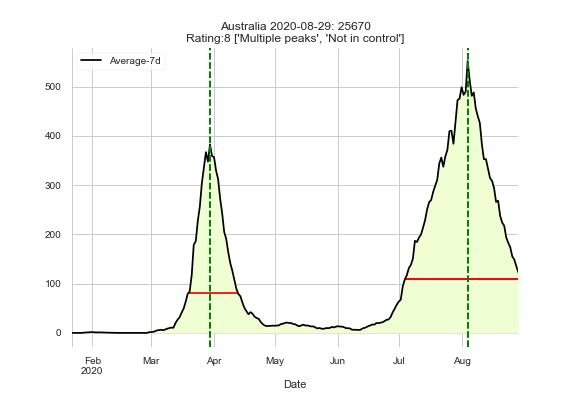 Australia 2020-08-29: 25670
Rating:8 ['Multiple peaks', 'Not in control']
Average-7d
500
400
300
200
100
0
Feb
2020
Mar
Apr
May
Jun
Jul
Aug
Date